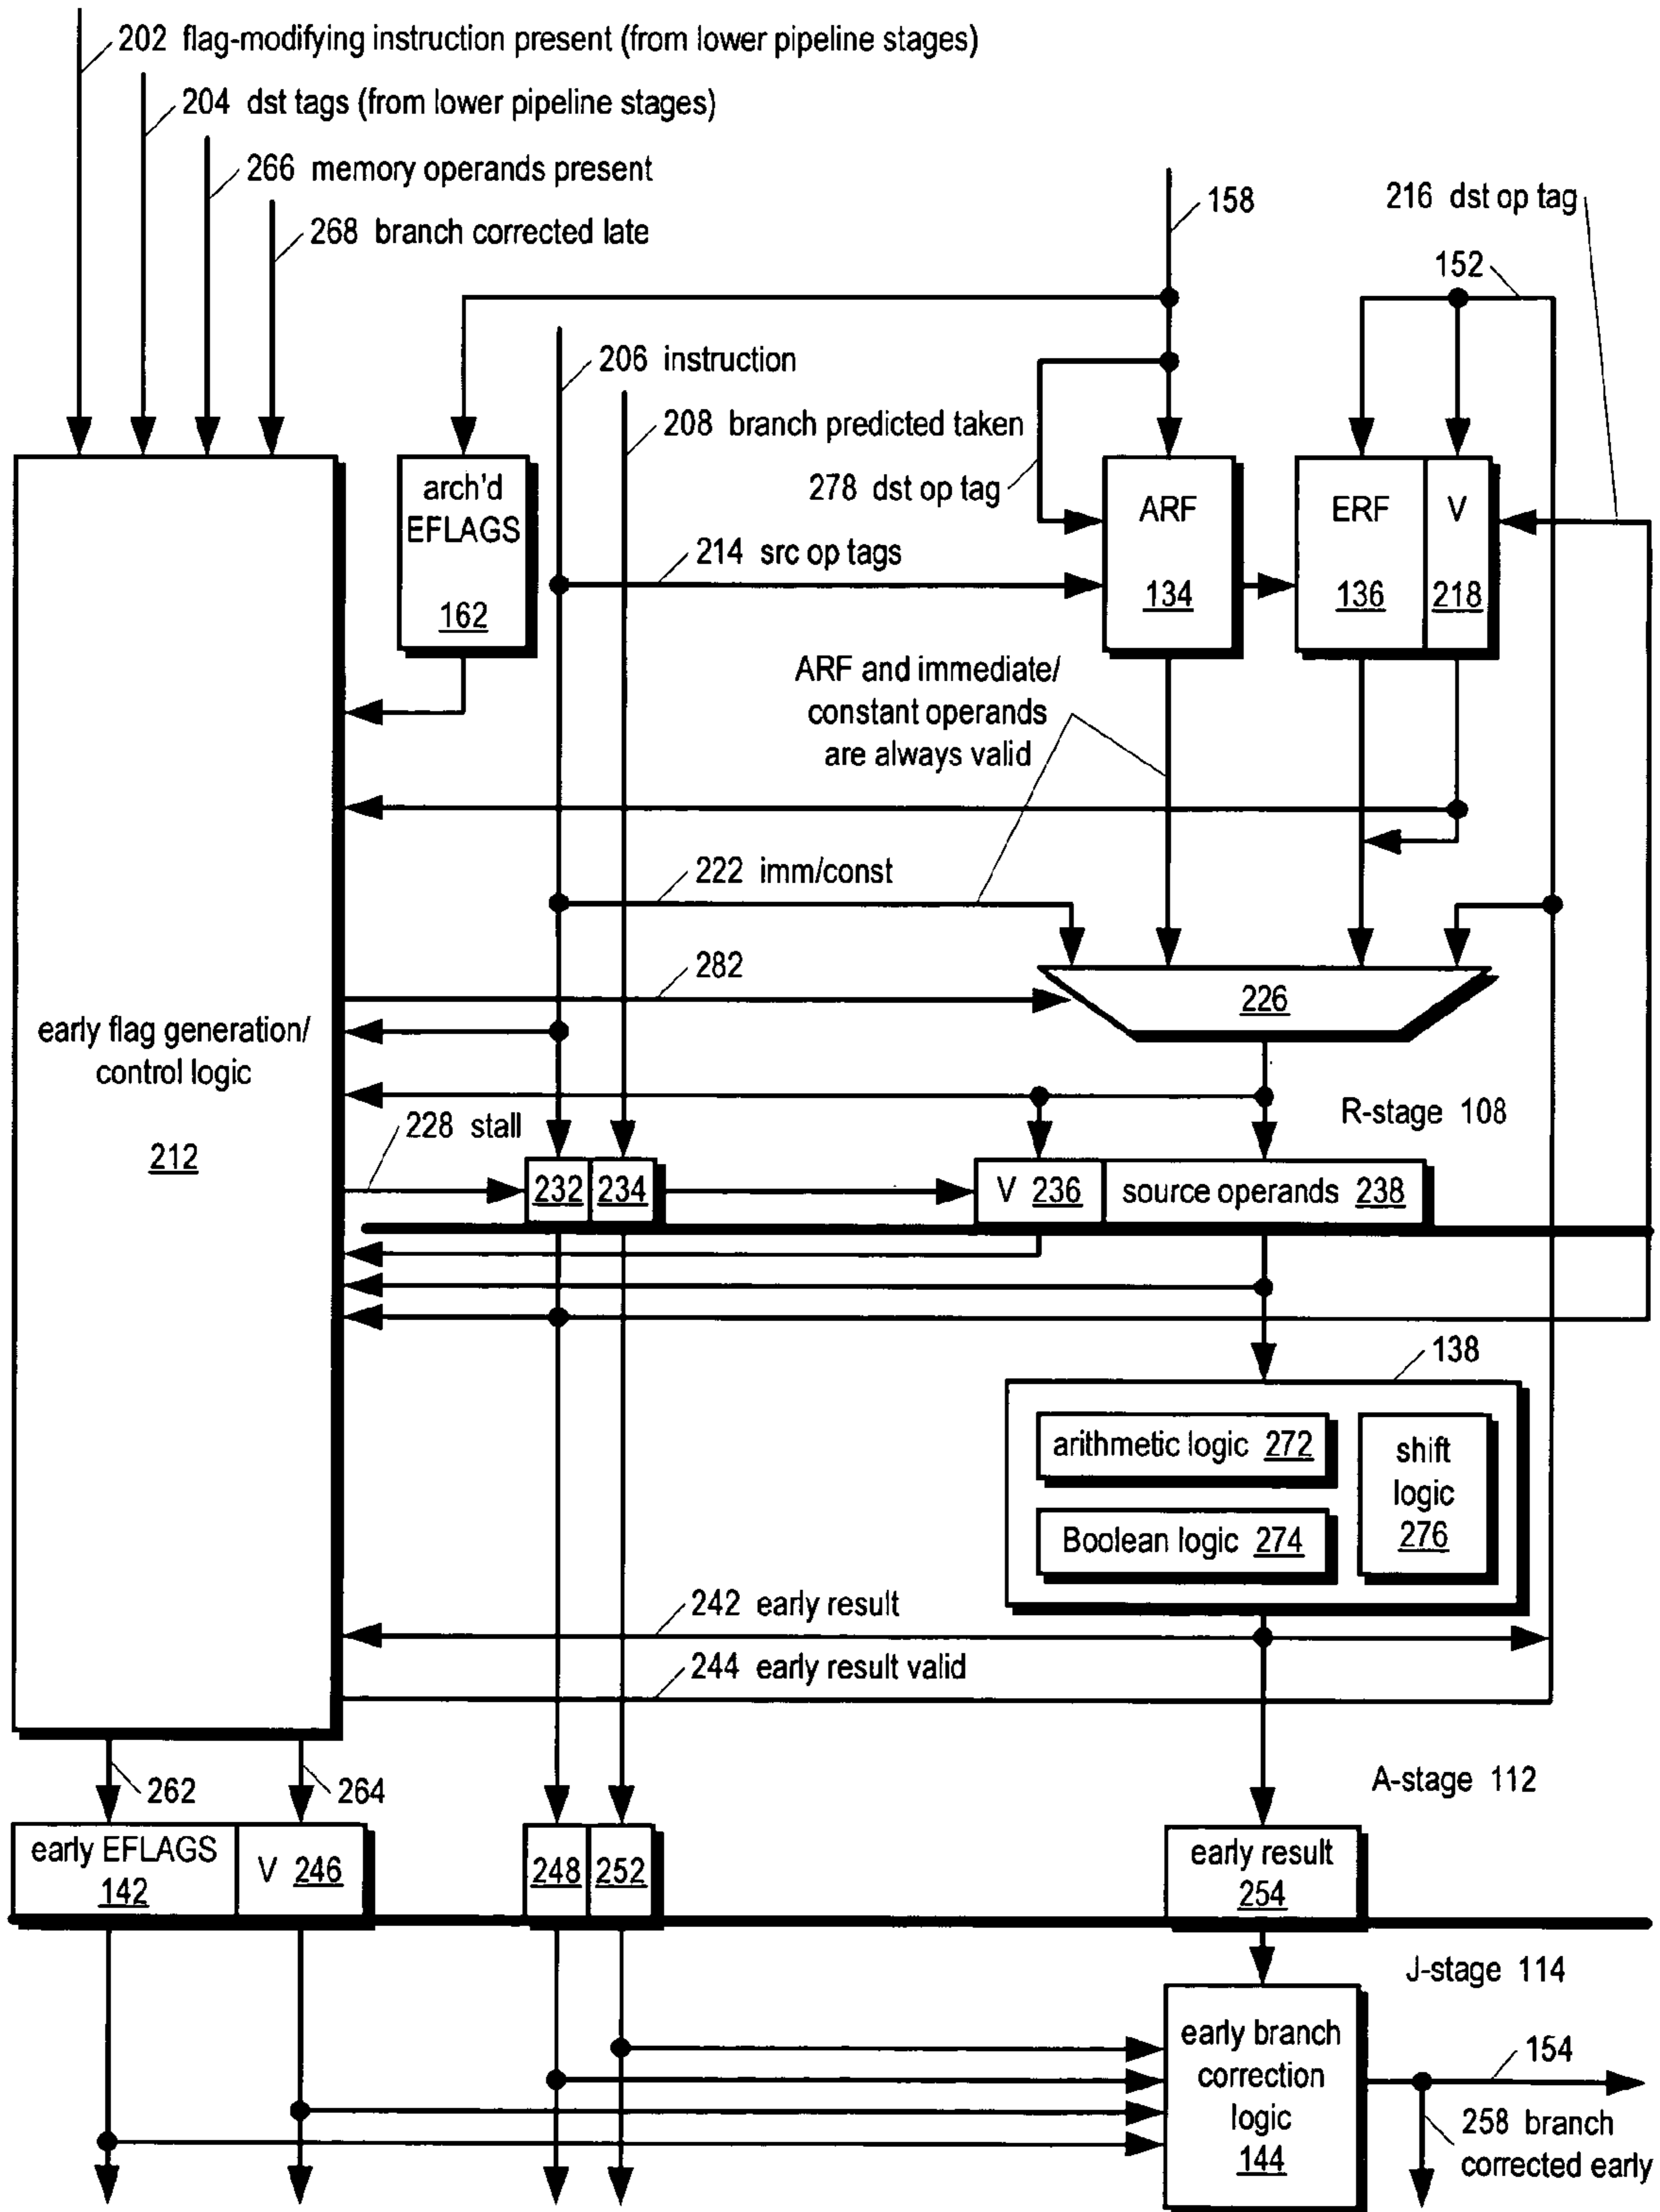 202 flag-modifying instruction present (from lower pipeline stages)
204 dst tags (from lower pipeline stages)
266 memory operands present
268 branch corrected late
158
216 dst op tag
152
206 instruction
208 branch predicted taken
278 dst op tag
214 src op tags
arch'd
EFLAGS
162
ARF
134
ERF
136
V
218
ARF and immediate/
constant operands
are always valid
222 imm/const
282
226
early flag generation/
control logic
212
228 stall
R-stage 108
232
234
V 236
source operands 238
138
arithmetic logic 272
Boolean logic 274
shift
logic
276
242 early result
244 early result valid
262
264
A-stage 112
early EFLAGS
142
V 246
248
252
early result
254
J-stage 114
early branch
correction
logic
144
154
258 branch
corrected early